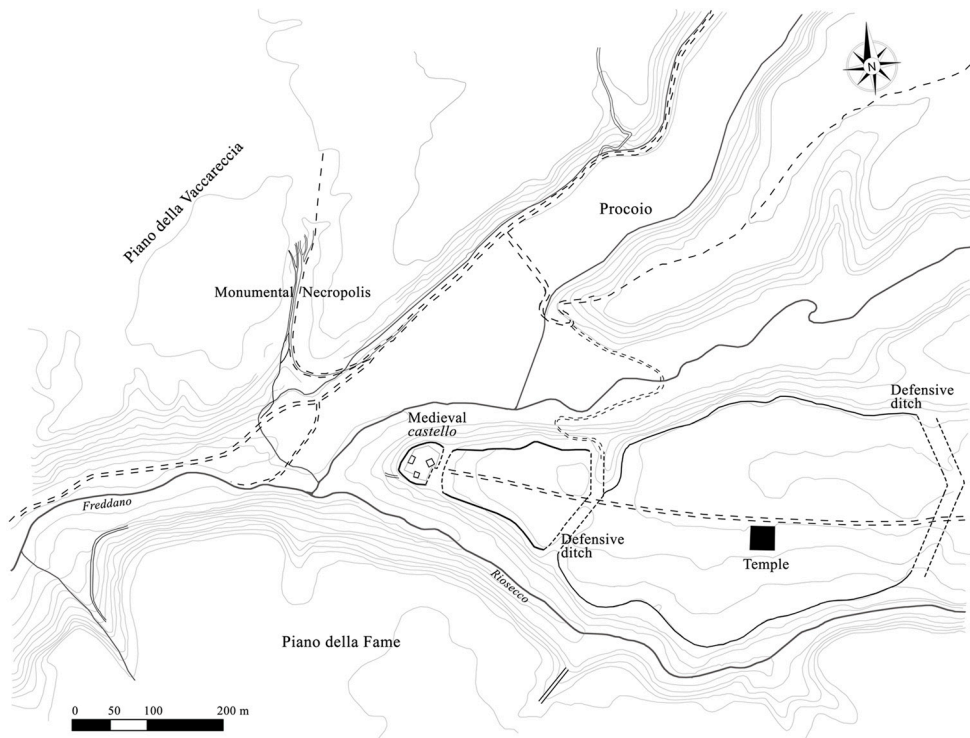 N
Piano della Vaccareccia
Procoio
Monumental Necropolis
Defensive
ditch
Medieval
castello
Freddano
Defensive
ditch
Temple
Riosecco
Piano della Fame
0 50 100 200 m